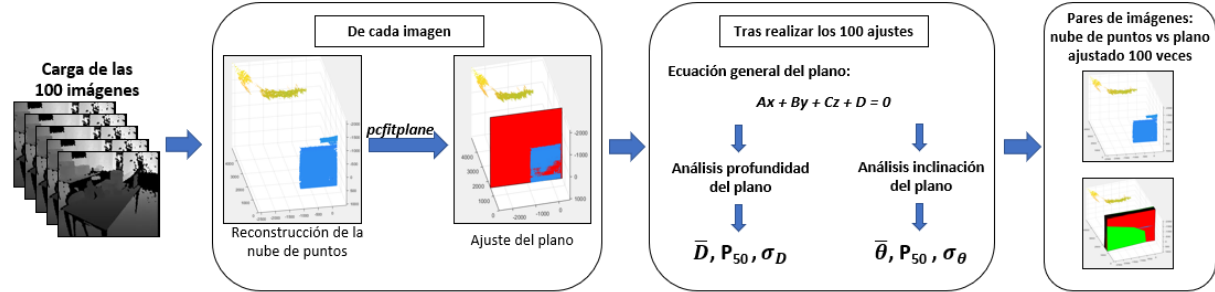 Carga de las
100 imágenes
De cada imagen
Reconstrucción de la
nube de puntos
pcfitplane
Ajuste del plano
Tras realizar los 100 ajustes
Ecuación general del plano:
Ax + By + Cz + D = 0
Análisis profundidad
del plano
D̅, P₅₀ , σ_D
Análisis inclinación
del plano
θ̅, P₅₀ , σ_θ
Pares de imágenes:
nube de puntos vs plano
ajustado 100 veces